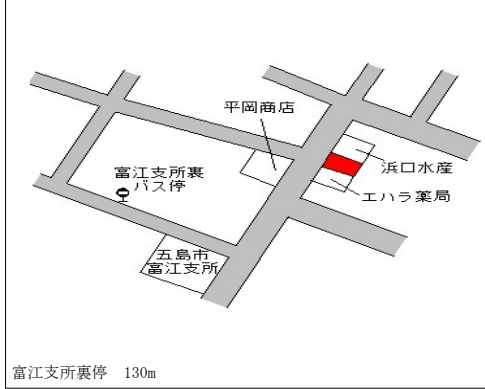 平岡商店
浜口水産
富江支所裏
バス停
エハラ薬局
五島市
富江支所
富江支所裏停　130m